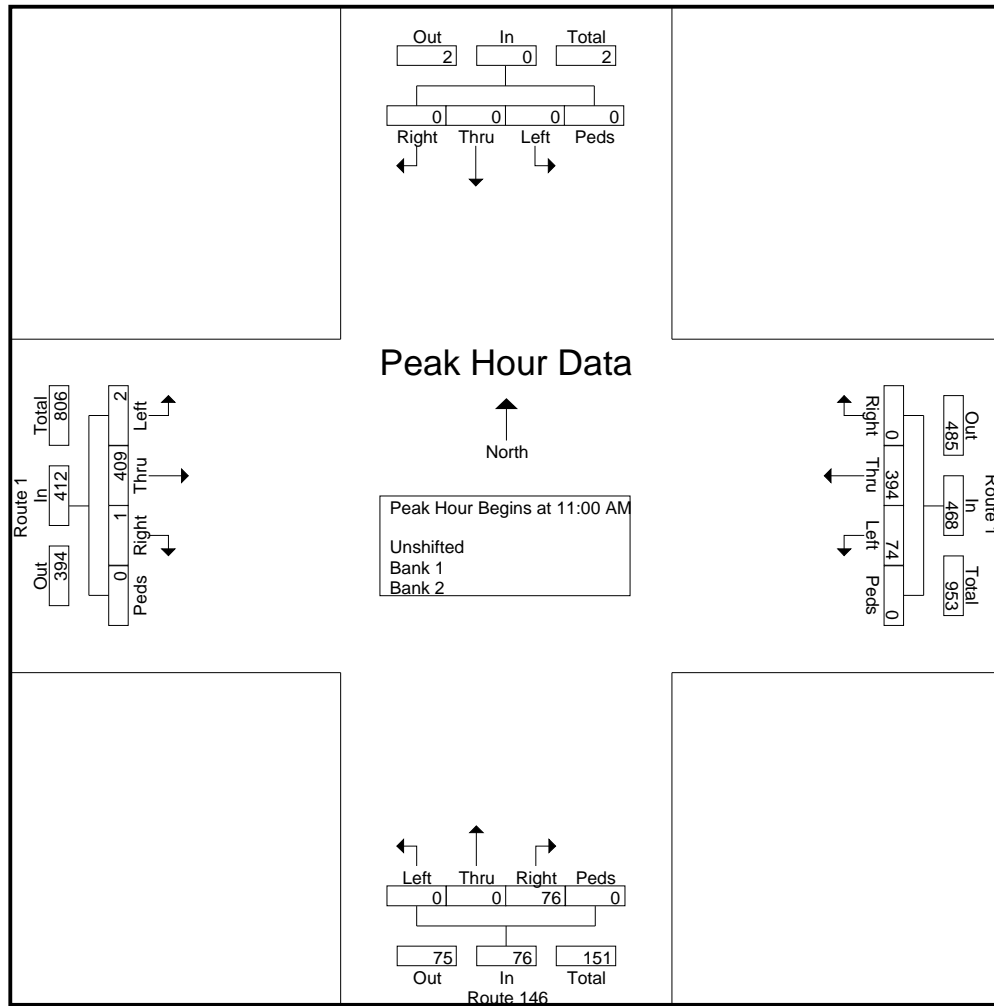 Out In Total
2 0 2
0 0 0 0
Right Thru Left Peds
Peak Hour Data
North
Peak Hour Begins at 11:00 AM
Unshifted
Bank 1
Bank 2
Route 1
Out In Total
394 412 806
Peds Right Thru Left
0 1 409 2
Right Thru Left Peds
0 394 74 0
Out In Total
485 468 953
Route 1
Left Thru Right Peds
0 0 76 0
75 76 151
Out In Total
Route 146